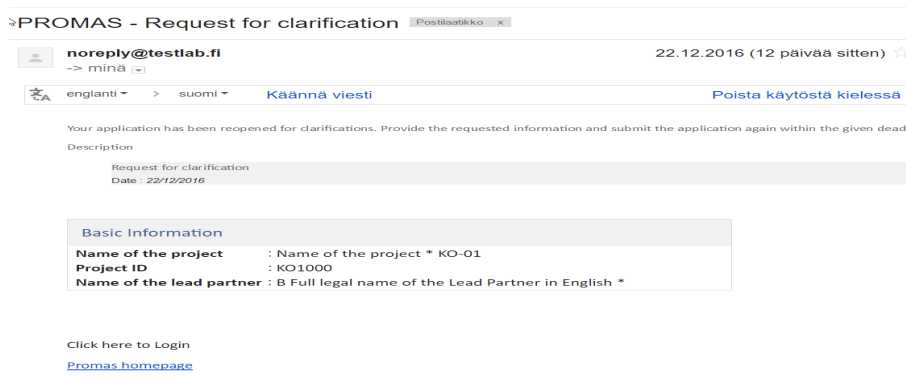 PROMAS - Request for clarification Postilaatikko x
noreply@testlab.fi 22.12.2016 (12 päivää sitten)
-> minä
englanti > suomi Käännä viesti Poista käytöstä kielessä
Your application has been reopened for clarifications. Provide the requested information and submit the application again within the given dead
Description
Request for clarification
Date : 22/12/2016
Basic Information
Name of the project : Name of the project * KO-01
Project ID : KO1000
Name of the lead partner : B Full legal name of the Lead Partner in English *
Click here to Login
Promas homepage